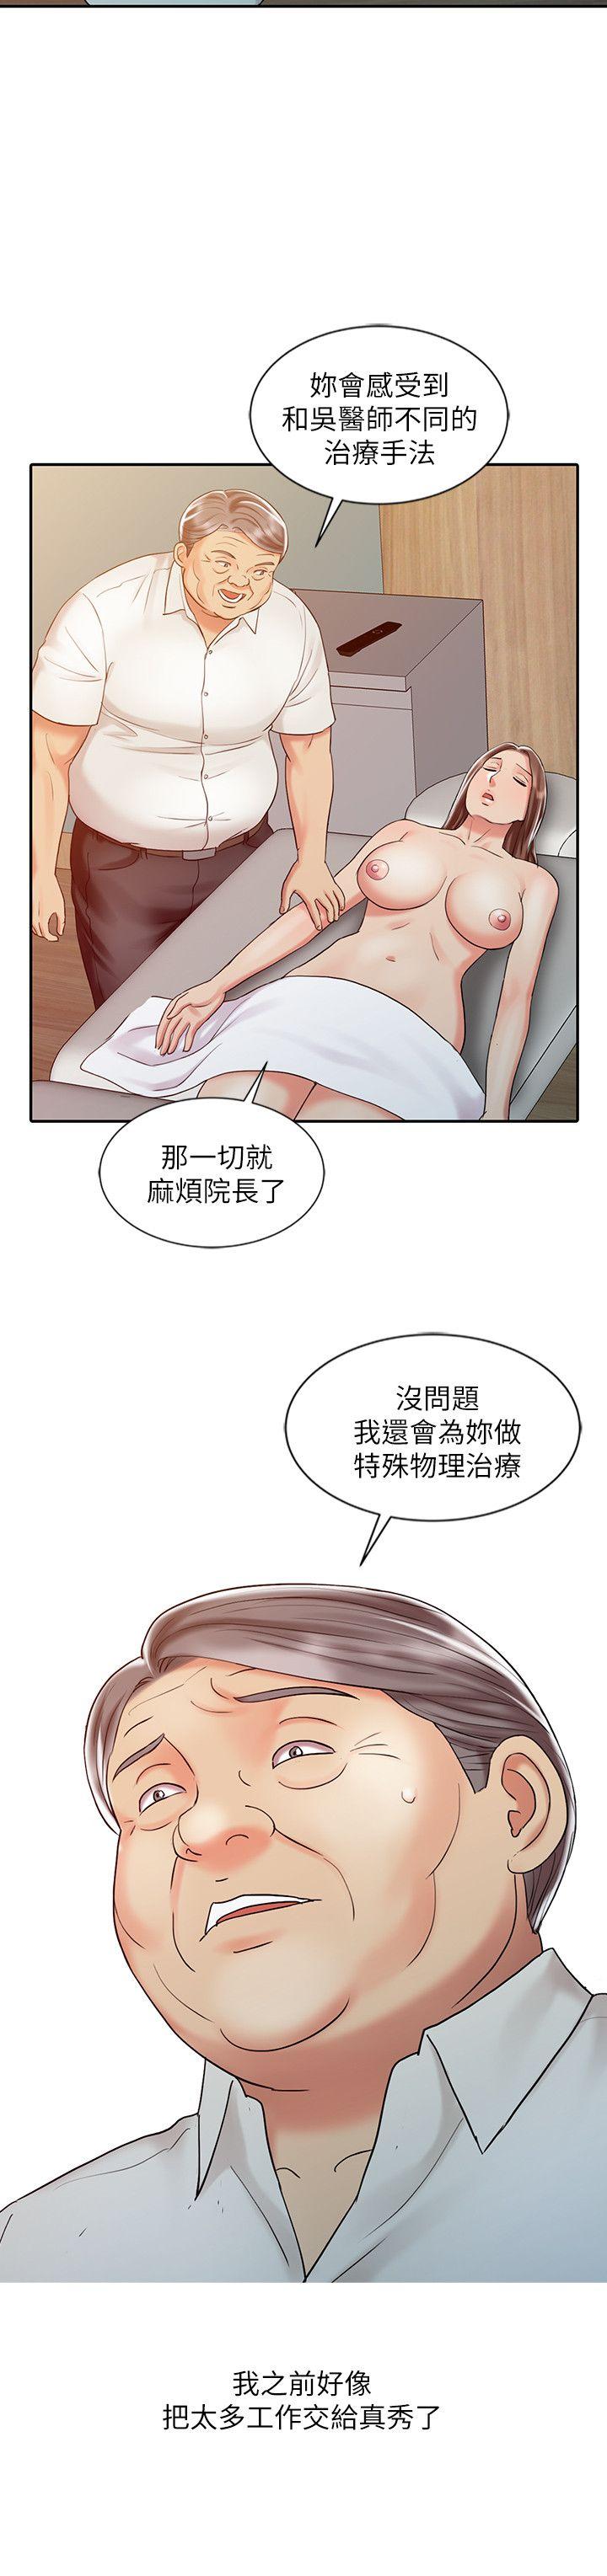 妳會感受到
和吳醫師不同的
治療手法
那一切就
麻煩院長了
沒問題
我還會為妳做
特殊物理治療
我之前好像
把太多工作交給真秀了